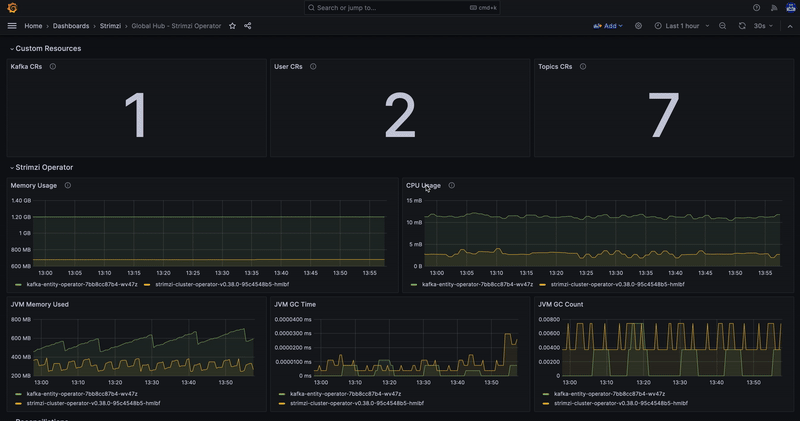 Search or jump to...
cmd+k
Home › Dashboards › Strimzi › Global Hub - Strimzi Operator
Add
Last 1 hour
30s
Custom Resources
Kafka CRs
User CRs
Topics CRs
1
2
7
Strimzi Operator
Memory Usage
1.40 GB
1.20 GB
1 GB
800 MB
600 MB
13:00 13:05 13:10 13:15 13:20 13:25 13:30 13:35 13:40 13:45 13:50 13:55
kafka-entity-operator-7bb8cc87b4-wv47z strimzi-cluster-operator-v0.38.0-95c4548b5-hmlbf
CPU Usage
15 mB
10 mB
5 mB
0 B
13:00 13:05 13:10 13:15 13:20 13:25 13:30 13:35 13:40 13:45 13:50 13:55
kafka-entity-operator-7bb8cc87b4-wv47z strimzi-cluster-operator-v0.38.0-95c4548b5-hmlbf
JVM Memory Used
800 MB
600 MB
400 MB
200 MB
13:00 13:10 13:20 13:30 13:40 13:50
kafka-entity-operator-7bb8cc87b4-wv47z
strimzi-cluster-operator-v0.38.0-95c4548b5-hmlbf
JVM GC Time
0.0000400 ms
0.0000300 ms
0.0000200 ms
0.0000100 ms
0 ms
13:00 13:10 13:20 13:30 13:40 13:50
kafka-entity-operator-7bb8cc87b4-wv47z
strimzi-cluster-operator-v0.38.0-95c4548b5-hmlbf
JVM GC Count
0.00800
0.00600
0.00400
0.00200
0
13:00 13:10 13:20 13:30 13:40 13:50
kafka-entity-operator-7bb8cc87b4-wv47z
strimzi-cluster-operator-v0.38.0-95c4548b5-hmlbf